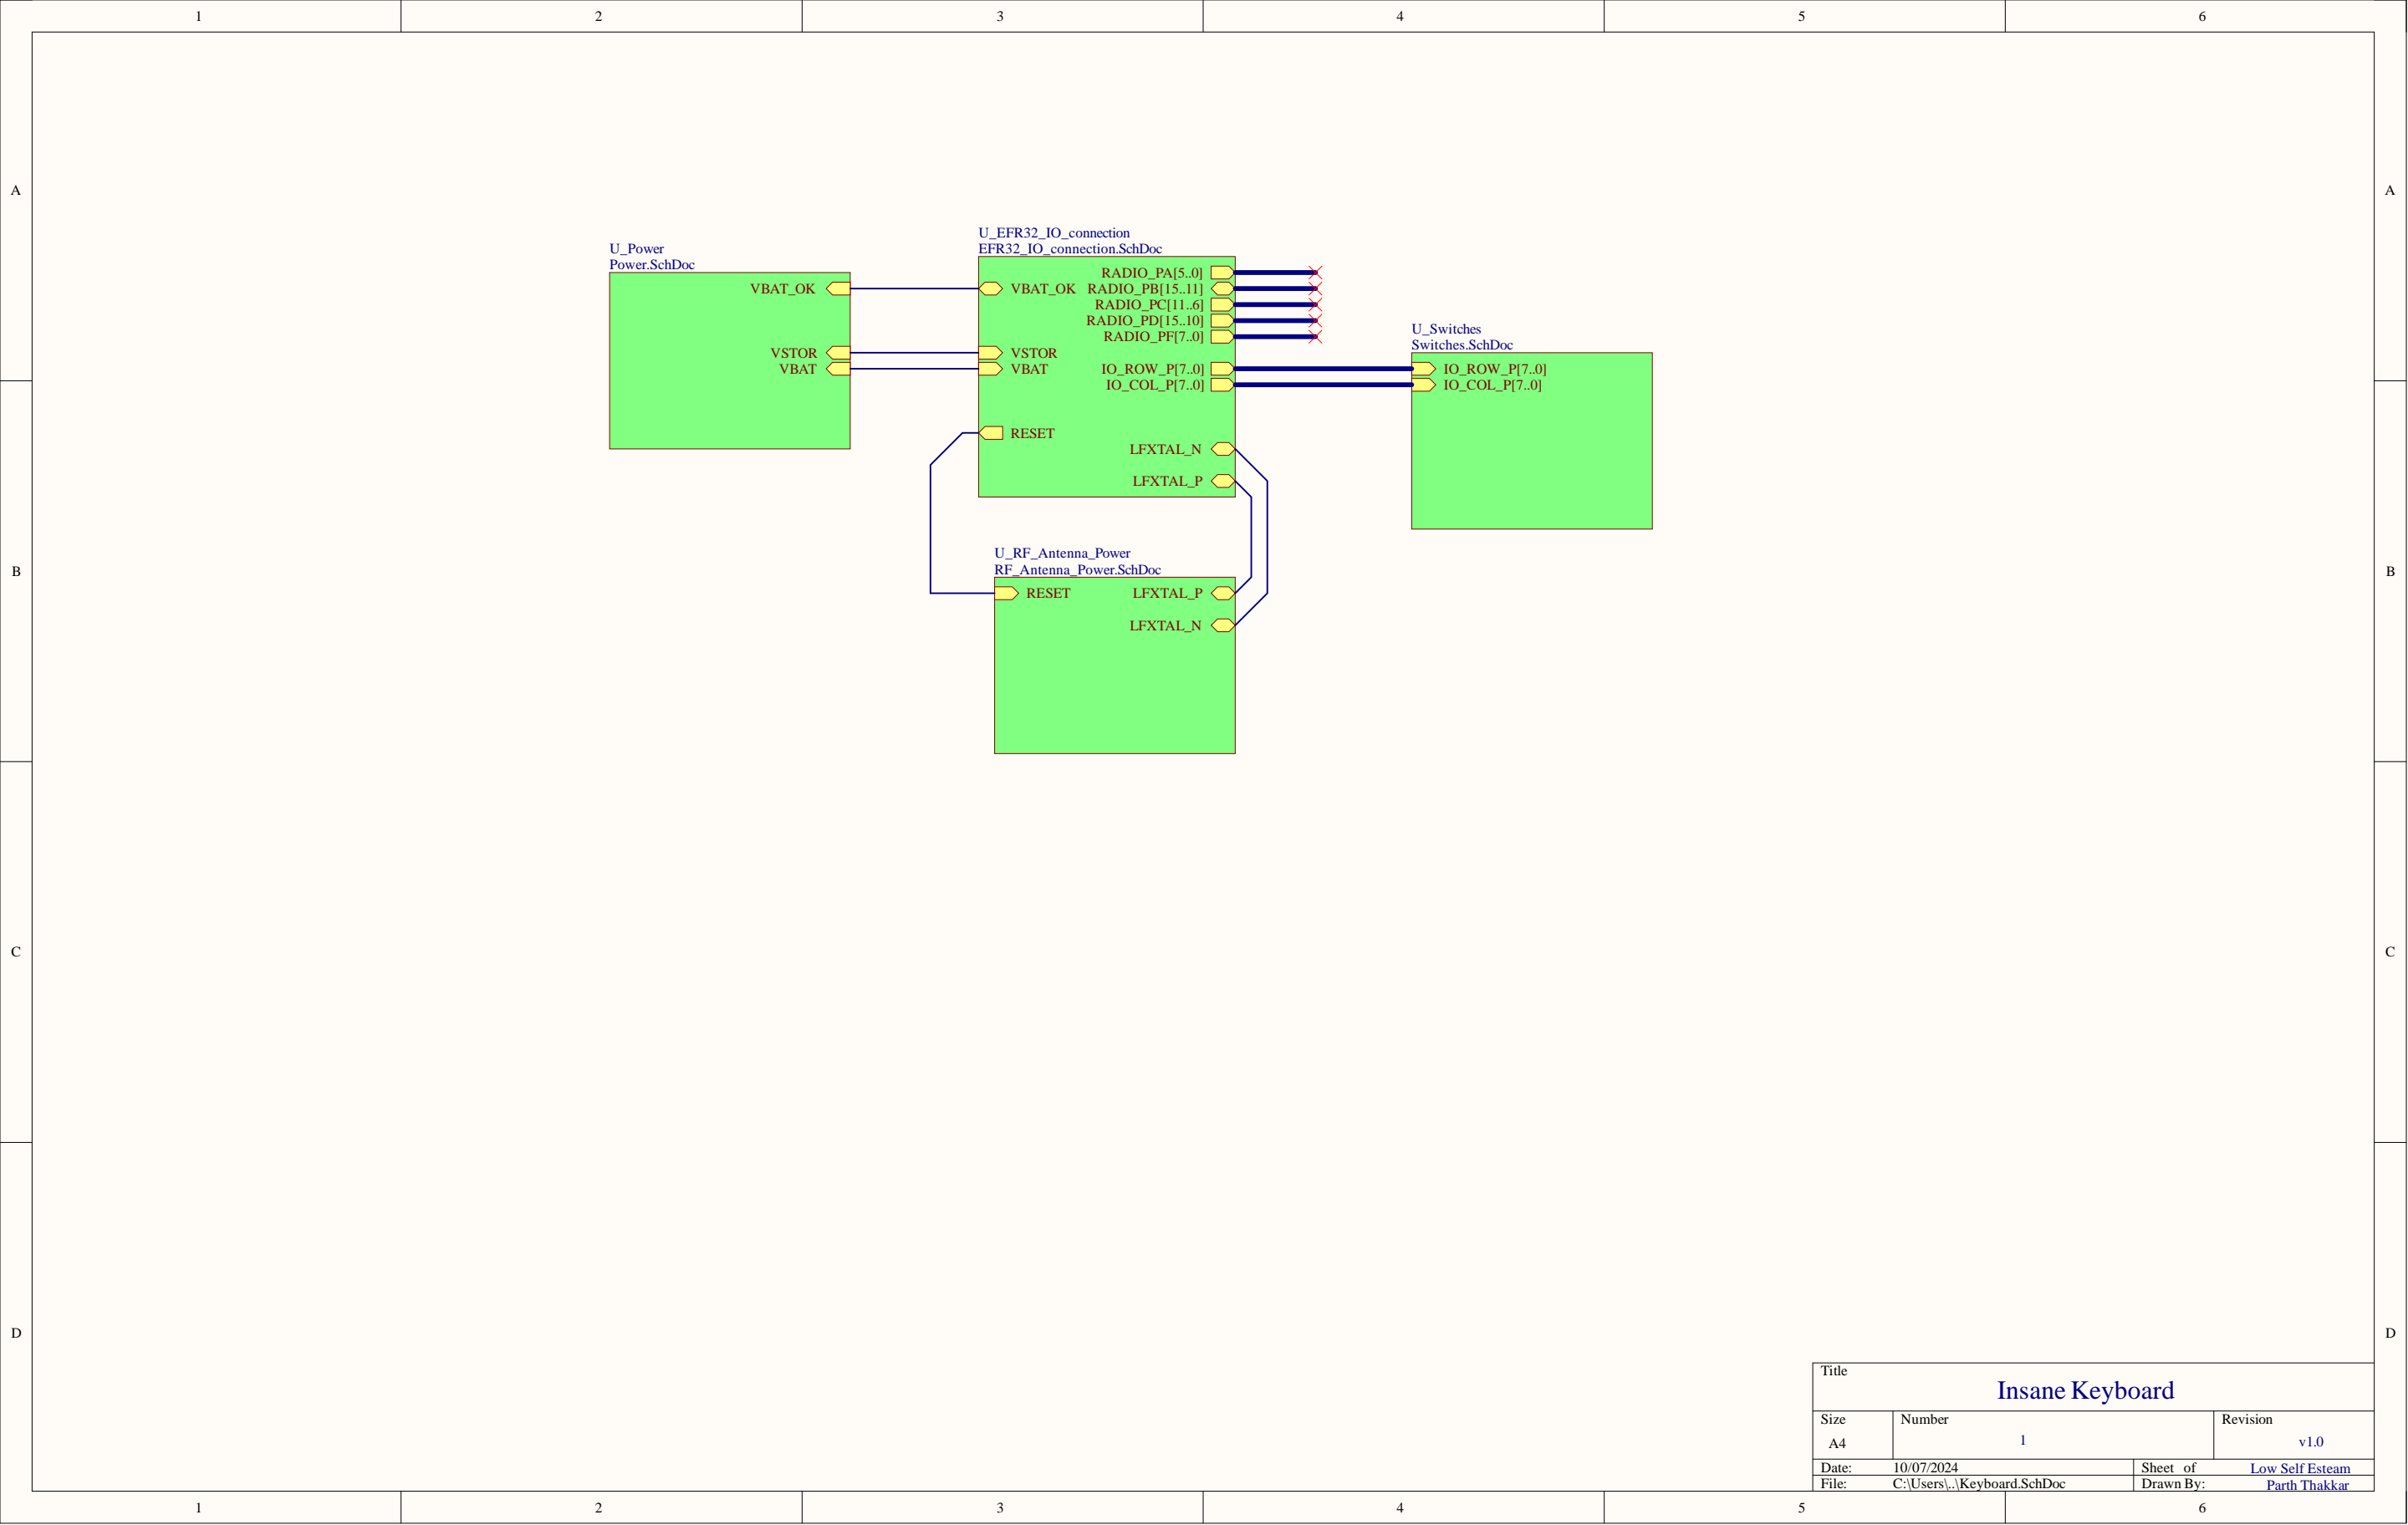 1 2 3 4 5 6
A A
U_EFR32_IO_connection
EFR32_IO_connection.SchDoc
U_Power
Power.SchDoc
RADIO_PA[5..0]
VBAT_OK VBAT_OK RADIO_PB[15..11]
RADIO_PC[11..6]
RADIO_PD[15..10]
RADIO_PF[7..0]
U_Switches
Switches.SchDoc
VSTOR VSTOR
VBAT VBAT IO_ROW_P[7..0] IO_ROW_P[7..0]
IO_COL_P[7..0] IO_COL_P[7..0]
RESET
LFXTAL_N
LFXTAL_P
U_RF_Antenna_Power
RF_Antenna_Power.SchDoc
B B
RESET LFXTAL_P
LFXTAL_N
C C
D D
Title
Insane Keyboard
Size Number Revision
A4 1 v1.0
Date: 10/07/2024 Sheet of Low Self Esteam
File: C:\Users\..\Keyboard.SchDoc Drawn By: Parth Thakkar
1 2 3 4 5 6